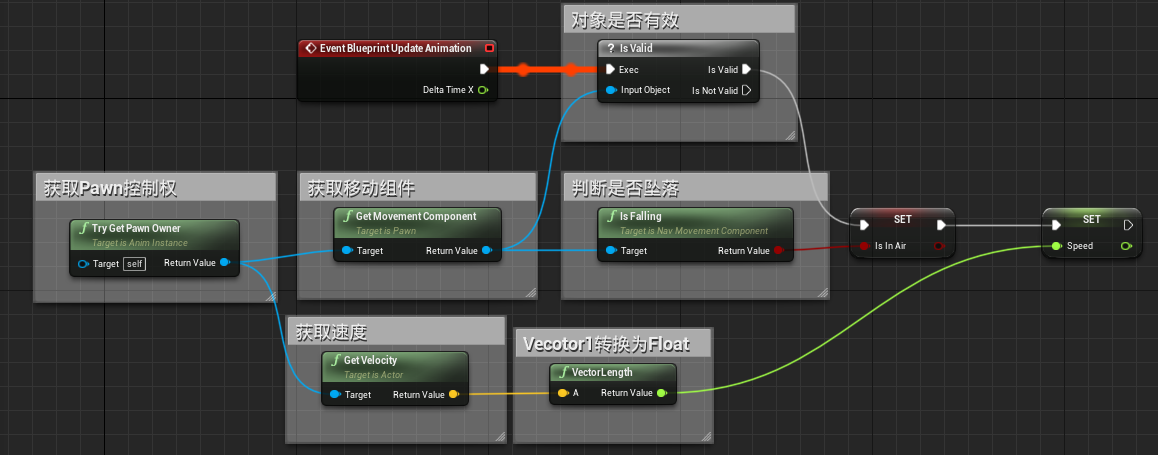 对象是否有效
Event Blueprint Update Animation
Delta Time X
? Is Valid
Exec
Is Valid
Input Object
Is Not Valid
获取Pawn控制权
f Try Get Pawn Owner
Target is Anim Instance
Target self
Return Value
获取移动组件
f Get Movement Component
Target is Pawn
Target
Return Value
判断是否坠落
f Is Falling
Target is Nav Movement Component
Target
Return Value
SET
Is In Air
SET
Speed
获取速度
f Get Velocity
Target is Actor
Target
Return Value
Vecotor1转换为Float
f VectorLength
A
Return Value